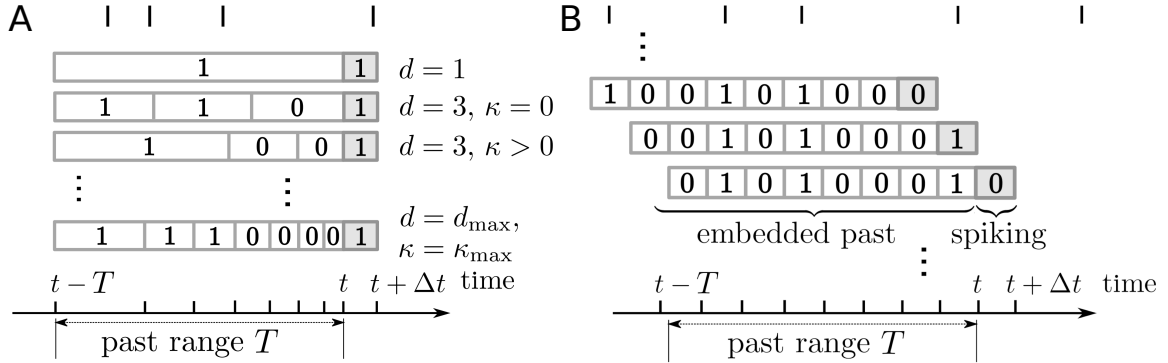 A
1 1 d = 1
1 1 0 1 d = 3, κ = 0
1 0 0 1 d = 3, κ > 0
d = d_max,
1 1 1 0 0 0 0 1 κ = κ_max
t − T t t + Δt time
past range T
B
1 0 0 1 0 1 0 0 0
0 0 1 0 1 0 0 0 1
0 1 0 1 0 0 0 1 0
embedded past spiking
t − T t t + Δt time
past range T